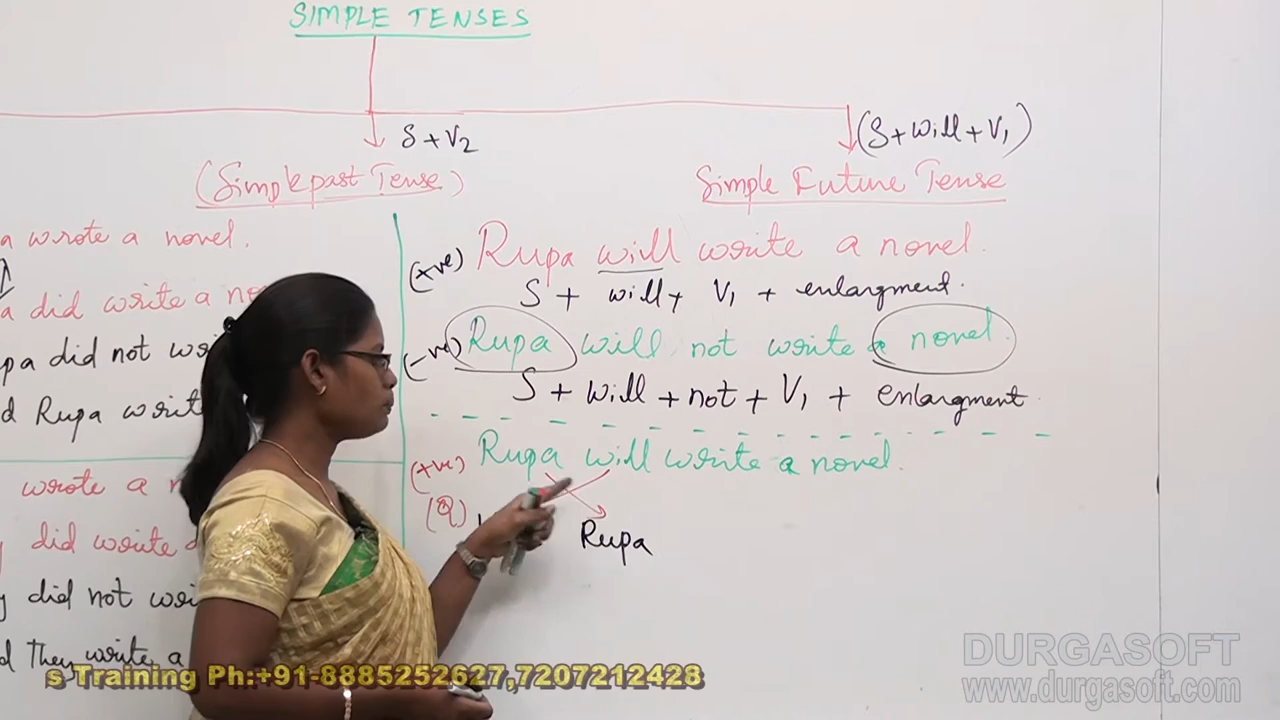 SIMPLE TENSES
S + V2
(S + will + V1)
(Simple past Tense)
Simple Future Tense
a wrote a novel.
a did write a no
pa did not wri
d Rupa write
wrote a n
did write
did not wri
d They write a
(+ve) Rupa will write a novel.
S + will + V1 + enlargment.
(-ve) Rupa will not write a novel.
S + will + not + V1 + enlargment
(+ve) Rupa will write a novel.
(Q) Rupa
s Training Ph:+91-8885252627,7207212428
DURGASOFT
www.durgasoft.com